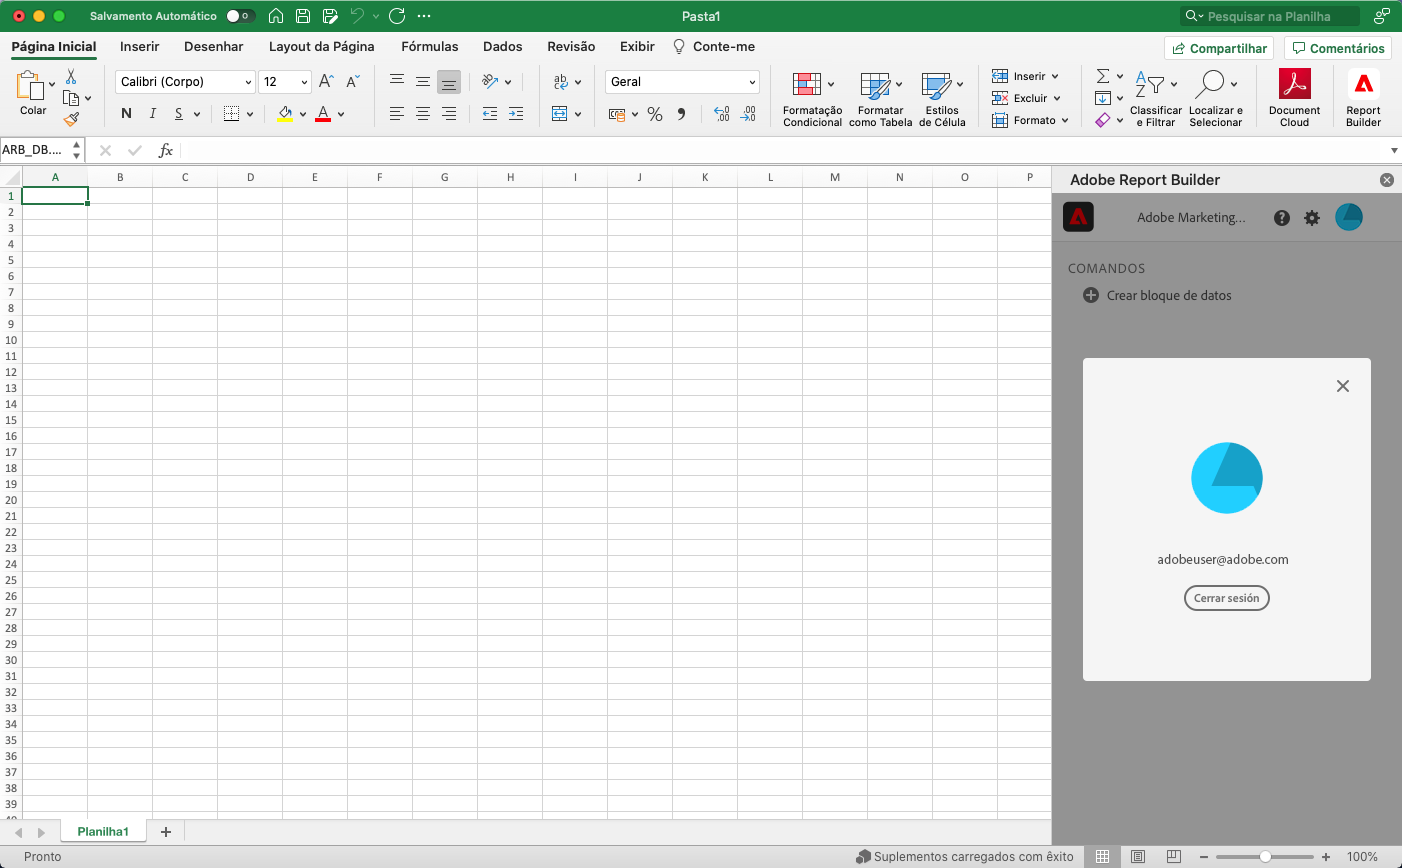 Salvamento Automático
Pasta1
Pesquisar na Planilha
Página Inicial Inserir Desenhar Layout da Página Fórmulas Dados Revisão Exibir Conte-me
Compartilhar Comentários
Colar
Calibri (Corpo) 12
N I S
A A
ab
Geral
%
Formatação Condicional
Formatar como Tabela
Estilos de Célula
Inserir
Excluir
Formato
Classificar e Filtrar
Localizar e Selecionar
Document Cloud
Report Builder
ARB_DB.... fx
A B C D E F G H I J K L M N O P
1
2
3
4
5
6
7
8
9
10
11
12
13
14
15
16
17
18
19
20
21
22
23
24
25
26
27
28
29
30
31
32
33
34
35
36
37
38
39
Adobe Report Builder
Adobe Marketing...
COMANDOS
Crear bloque de datos
adobeuser@adobe.com
Cerrar sesión
Planilha1
Pronto
Suplementos carregados com êxito
100%